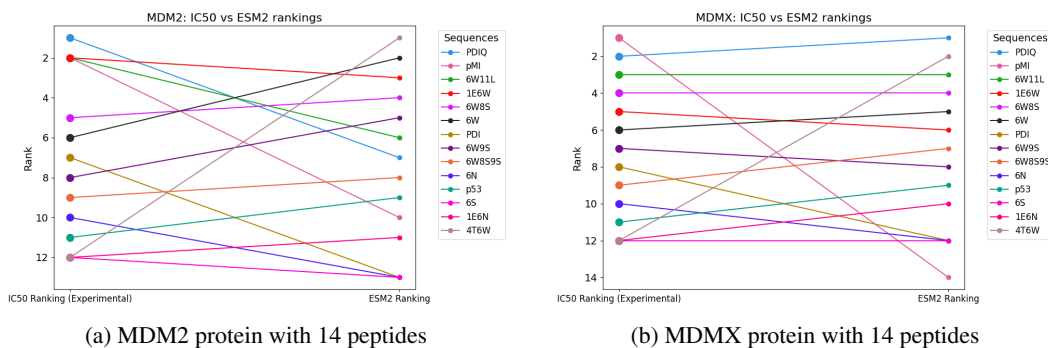 MDM2: IC50 vs ESM2 rankings
Rank
2
4
6
8
10
12
IC50 Ranking (Experimental)
ESM2 Ranking
Sequences
PDIQ
pMI
6W11L
1E6W
6W8S
6W
PDI
6W9S
6W8S9S
6N
p53
6S
1E6N
4T6W
(a) MDM2 protein with 14 peptides
MDMX: IC50 vs ESM2 rankings
Rank
2
4
6
8
10
12
14
IC50 Ranking (Experimental)
ESM2 Ranking
Sequences
PDIQ
pMI
6W11L
1E6W
6W8S
6W
PDI
6W9S
6W8S9S
6N
p53
6S
1E6N
4T6W
(b) MDMX protein with 14 peptides